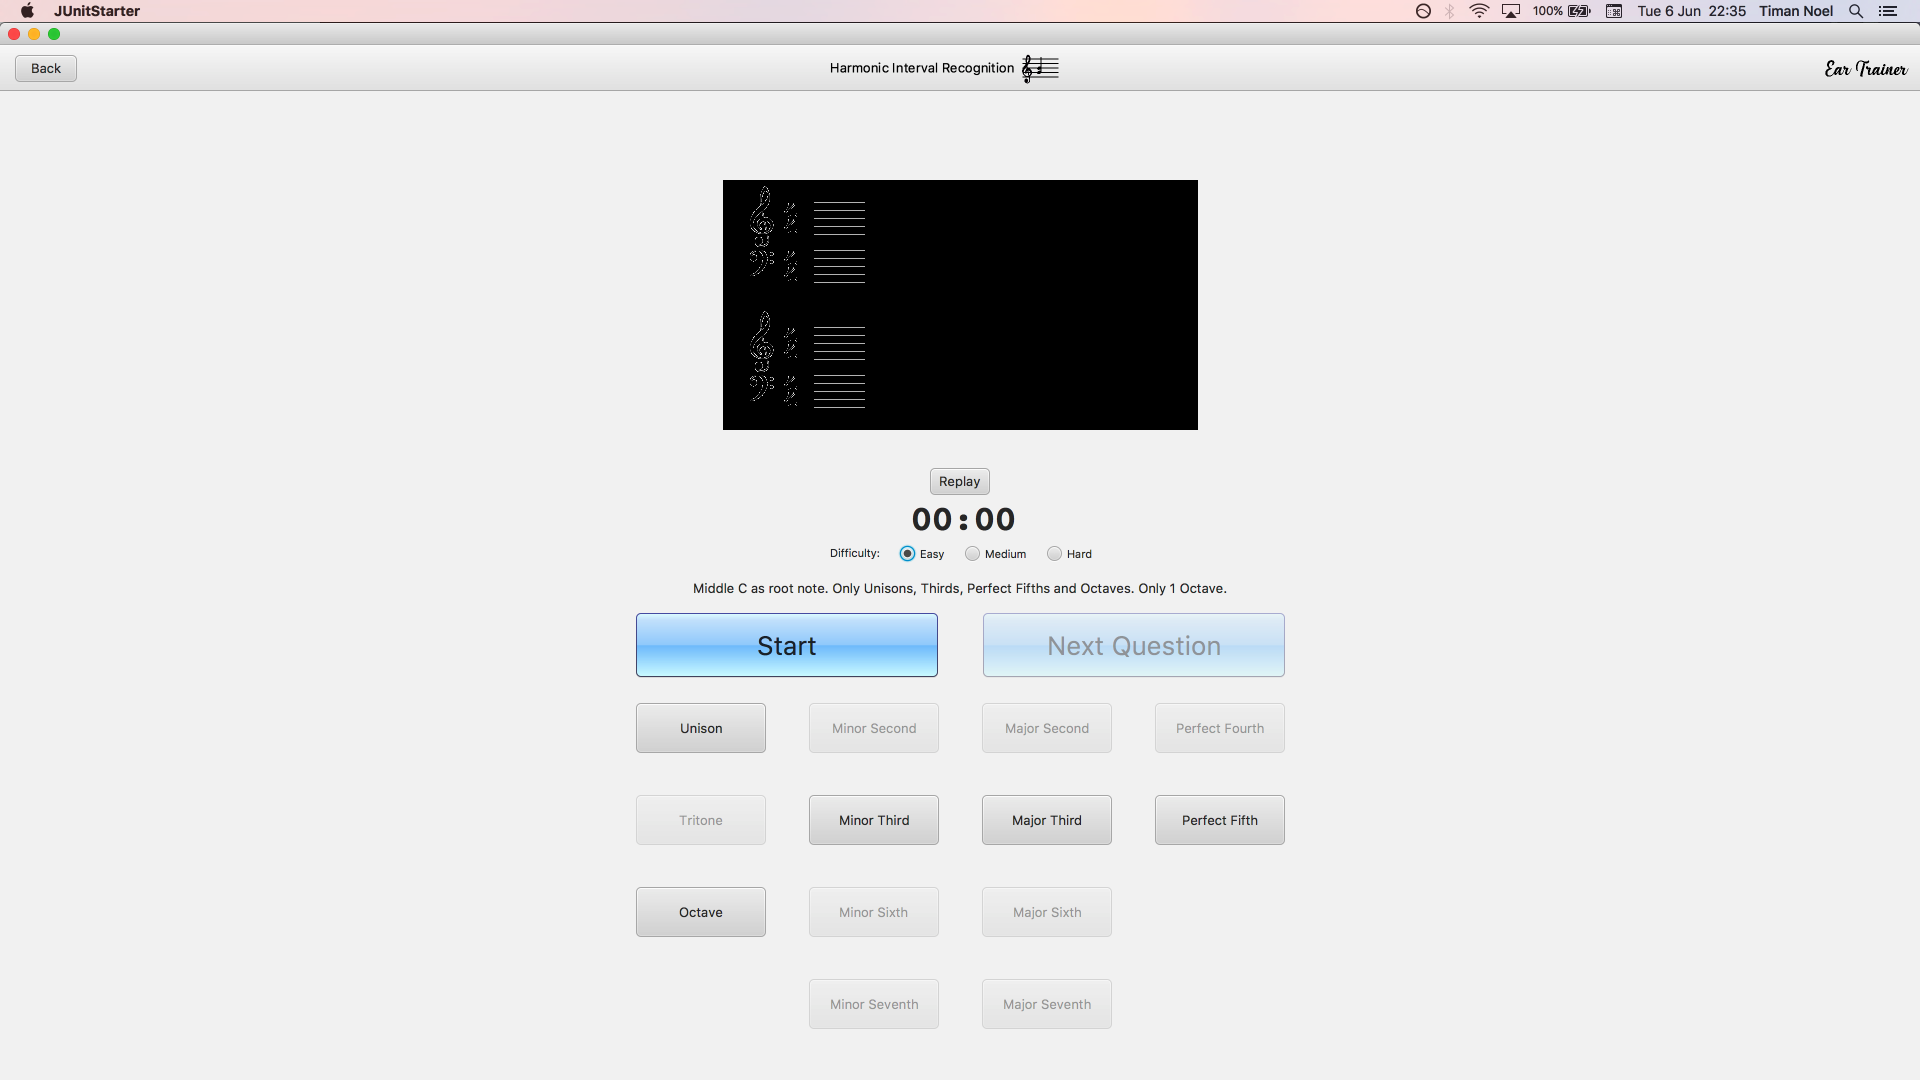 JUnitStarter
100% Tue 6 Jun 22:35 Timan Noel
Back
Harmonic Interval Recognition
Ear Trainer
Replay
00:00
Difficulty: Easy Medium Hard
Middle C as root note. Only Unisons, Thirds, Perfect Fifths and Octaves. Only 1 Octave.
Start Next Question
Unison Minor Second Major Second Perfect Fourth
Tritone Minor Third Major Third Perfect Fifth
Octave Minor Sixth Major Sixth
Minor Seventh Major Seventh